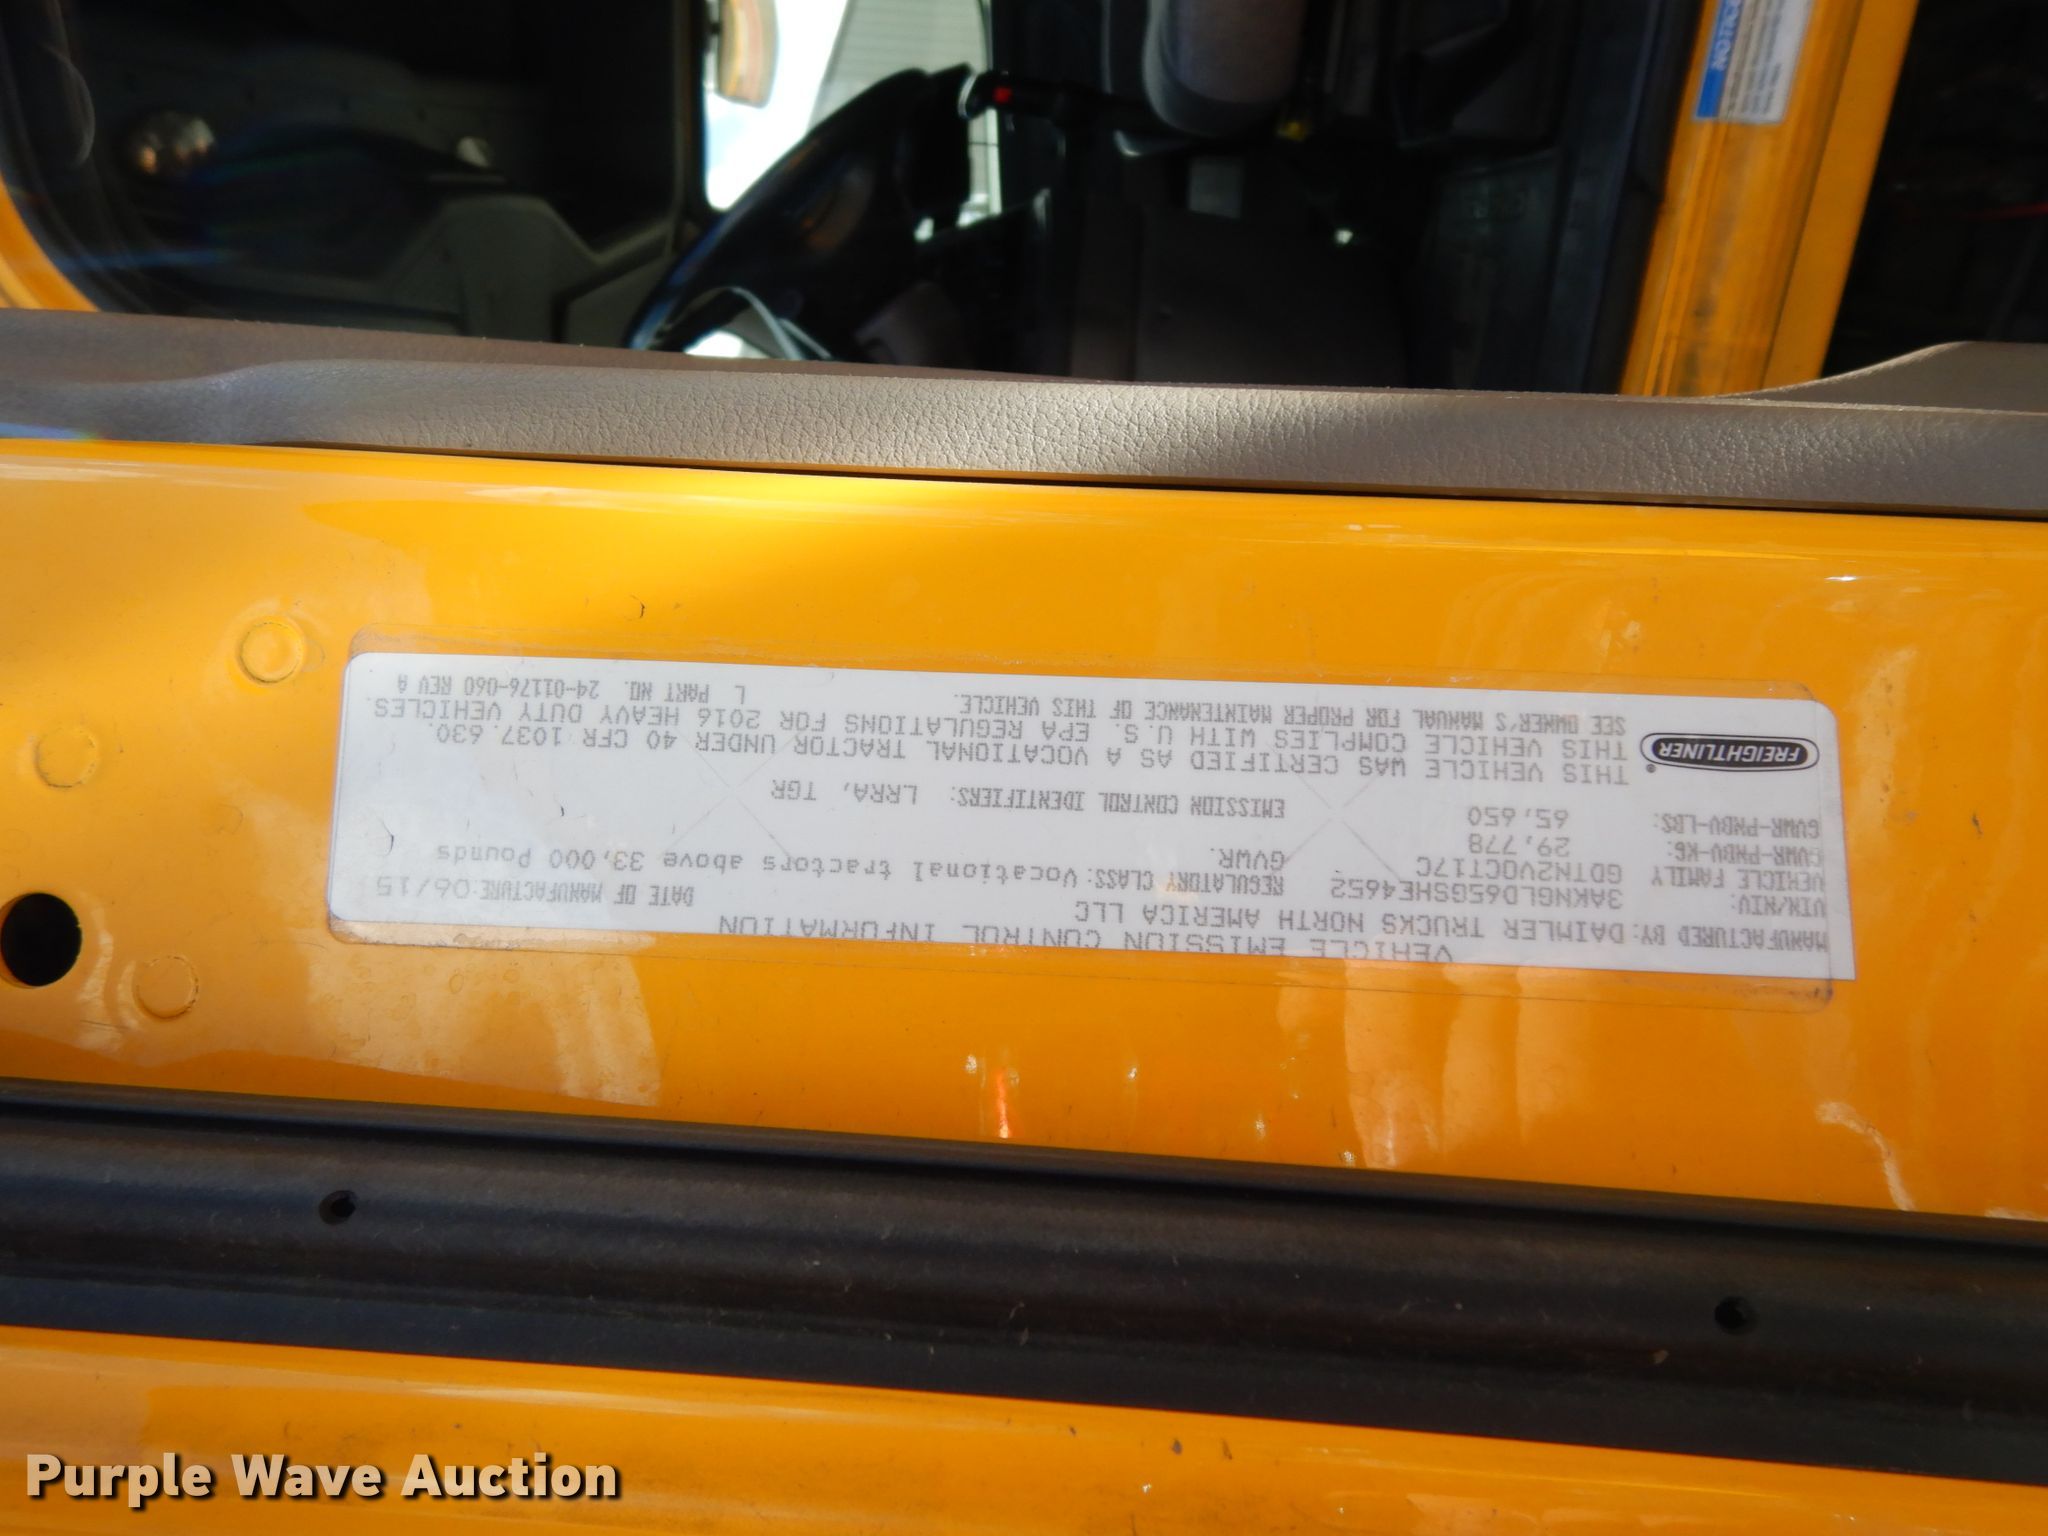 VEHICLE EMISSION CONTROL INFORMATION
MANUFACTURED BY: DAIMLER TRUCKS NORTH AMERICA LLC
DATE OF MANUFACTURE: 06/15
VIN/NIV: 3AKNGLD65GSHE4652
REGULATORY CLASS: Vocational tractors above 33,000 Pounds
VEHICLE FAMILY GDTN2VOCT17C
GVWR.
GVWR-PNBV-KG: 29,778
GVWR-PNBV-LBS: 65,650
EMISSION CONTROL IDENTIFIERS: LRRA, TGR
FREIGHTLINER®
THIS VEHICLE WAS CERTIFIED AS A VOCATIONAL TRACTOR UNDER 40 CFR 1037.630.
THIS VEHICLE COMPLIES WITH U.S. EPA REGULATIONS FOR 2016 HEAVY DUTY VEHICLES.
SEE OWNER'S MANUAL FOR PROPER MAINTENANCE OF THIS VEHICLE.
L PART NO. 24-01176-060 REV A
NOTICE
Purple Wave Auction